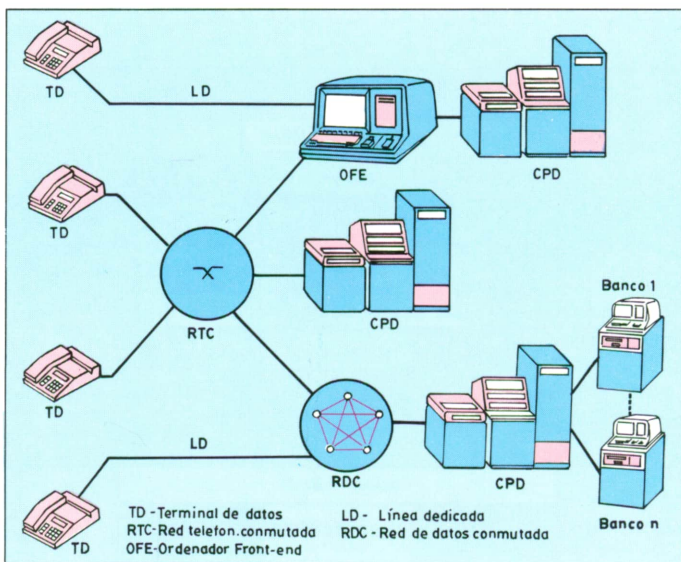 TD
LD
OFE
CPD
TD
RTC
CPD
Banco 1
TD
LD
RDC
CPD
Banco n
TD
TD - Terminal de datos
RTC-Red telefon.conmutada
OFE-Ordenador Front-end
LD - Línea dedicada
RDC - Red de datos conmutada